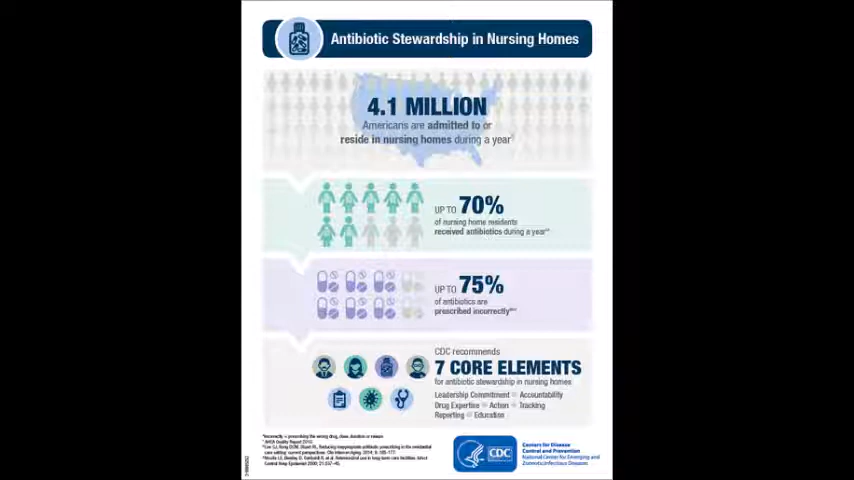 Antibiotic Stewardship in Nursing Homes
4.1 MILLION
Americans are admitted to or
reside in nursing homes during a year
UP TO 70%
of nursing home residents
received antibiotics during a year
UP TO 75%
of antibiotics are
prescribed incorrectly
CDC recommends
7 CORE ELEMENTS
for antibiotic stewardship in nursing homes
Leadership Commitment Accountability
Drug Expertise Action Tracking
Reporting Education
CDC
Centers for Disease
Control and Prevention
National Center for Emerging and
Zoonotic Infectious Diseases